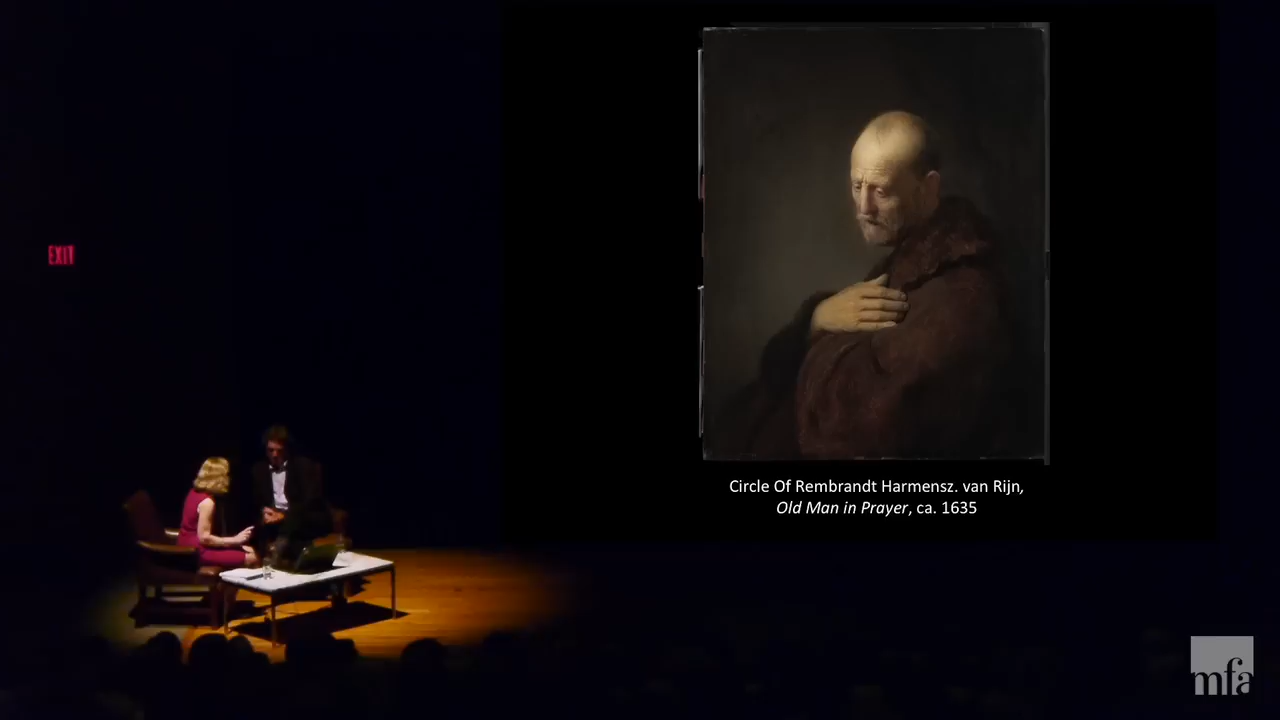 EXIT
Circle Of Rembrandt Harmensz. van Rijn,
Old Man in Prayer, ca. 1635
mfa